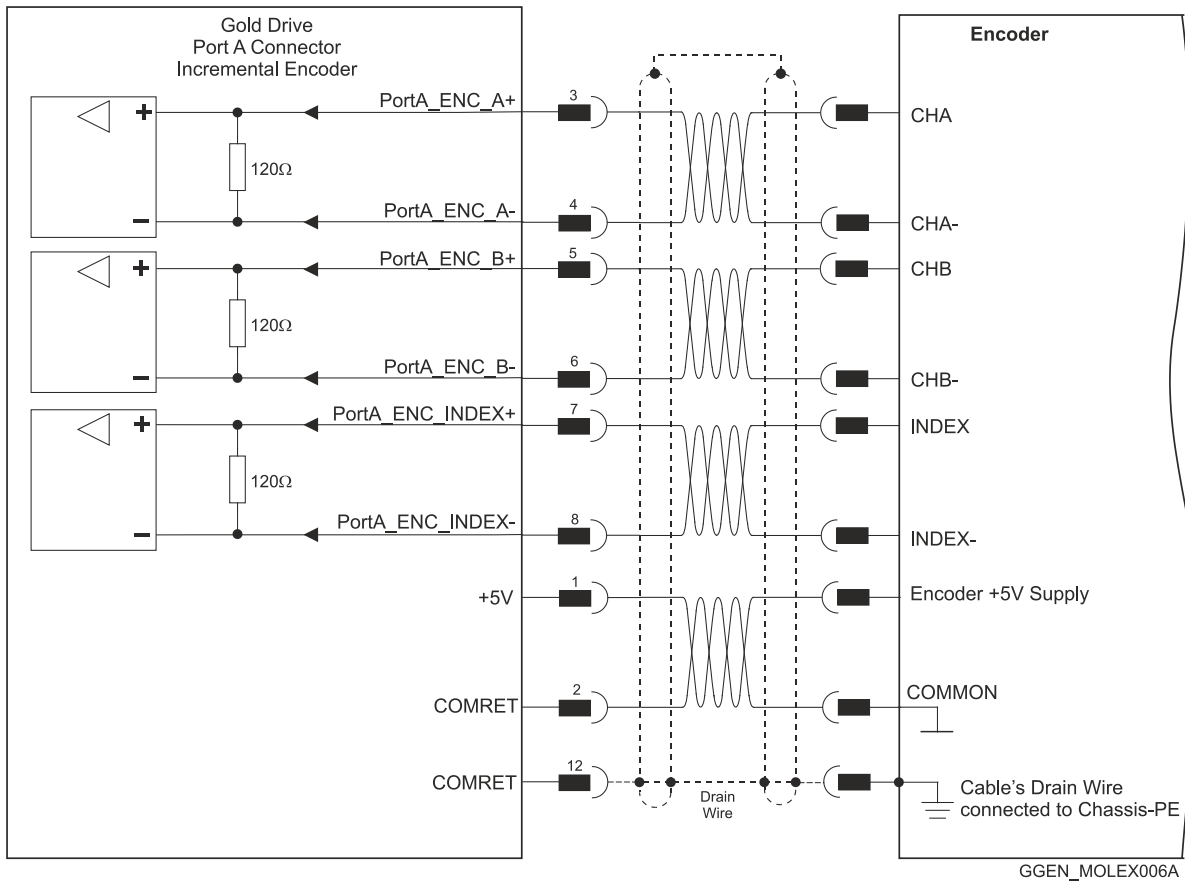 Gold Drive
Port A Connector
Incremental Encoder
Encoder
+
PortA_ENC_A+
3
CHA
120Ω
-
PortA_ENC_A-
4
CHA-
+
PortA_ENC_B+
5
CHB
120Ω
-
PortA_ENC_B-
6
CHB-
+
PortA_ENC_INDEX+
7
INDEX
120Ω
-
PortA_ENC_INDEX-
8
INDEX-
+5V
1
Encoder +5V Supply
COMRET
2
COMMON
COMRET
12
Drain
Wire
Cable's Drain Wire
connected to Chassis-PE
GGEN_MOLEX006A